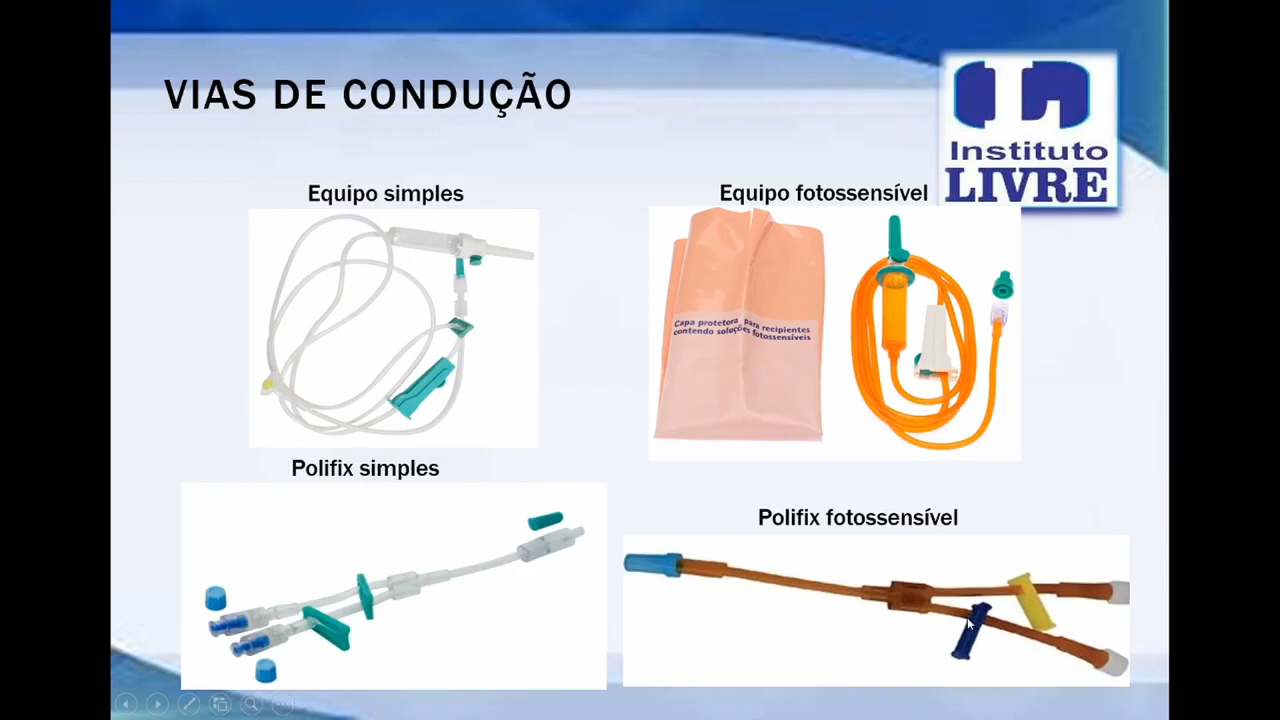 VIAS DE CONDUÇÃO
Instituto
LIVRE
Equipo simples
Equipo fotossensível
Capa protetora para recipientes
contendo soluções fotossensíveis
Polifix simples
Polifix fotossensível